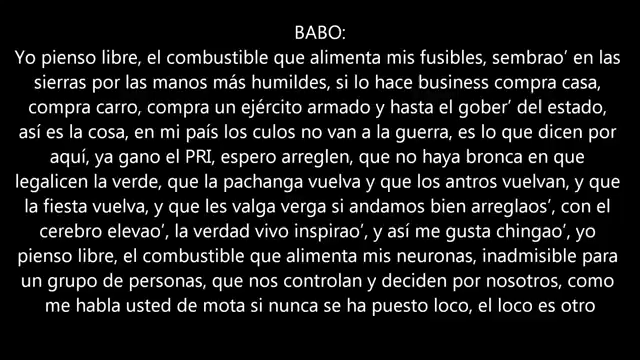 BABO:
Yo pienso libre, el combustible que alimenta mis fusibles, sembrao’ en las
sierras por las manos más humildes, si lo hace business compra casa,
compra carro, compra un ejército armado y hasta el gober’ del estado,
así es la cosa, en mi país los culos no van a la guerra, es lo que dicen por
aquí, ya gano el PRI, espero arreglen, que no haya bronca en que
legalicen la verde, que la pachanga vuelva y que los antros vuelvan, y que
la fiesta vuelva, y que les valga verga si andamos bien arreglaos’, con el
cerebro elevao’, la verdad vivo inspirao’, y así me gusta chingao’, yo
pienso libre, el combustible que alimenta mis neuronas, inadmisible para
un grupo de personas, que nos controlan y deciden por nosotros, como
me habla usted de mota si nunca se ha puesto loco, el loco es otro